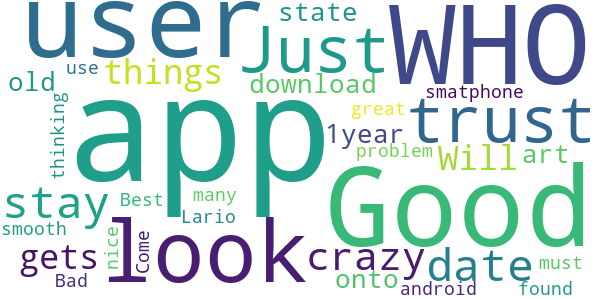 user
WHO
state
Just
use
things
old
download
smatphone
app
great
trust
thinking
1year
problem
Will
art
Good
stay
Best
many
Lario
smooth
look
nice
Come
crazy
date
gets
onto
must
Bad
android
found